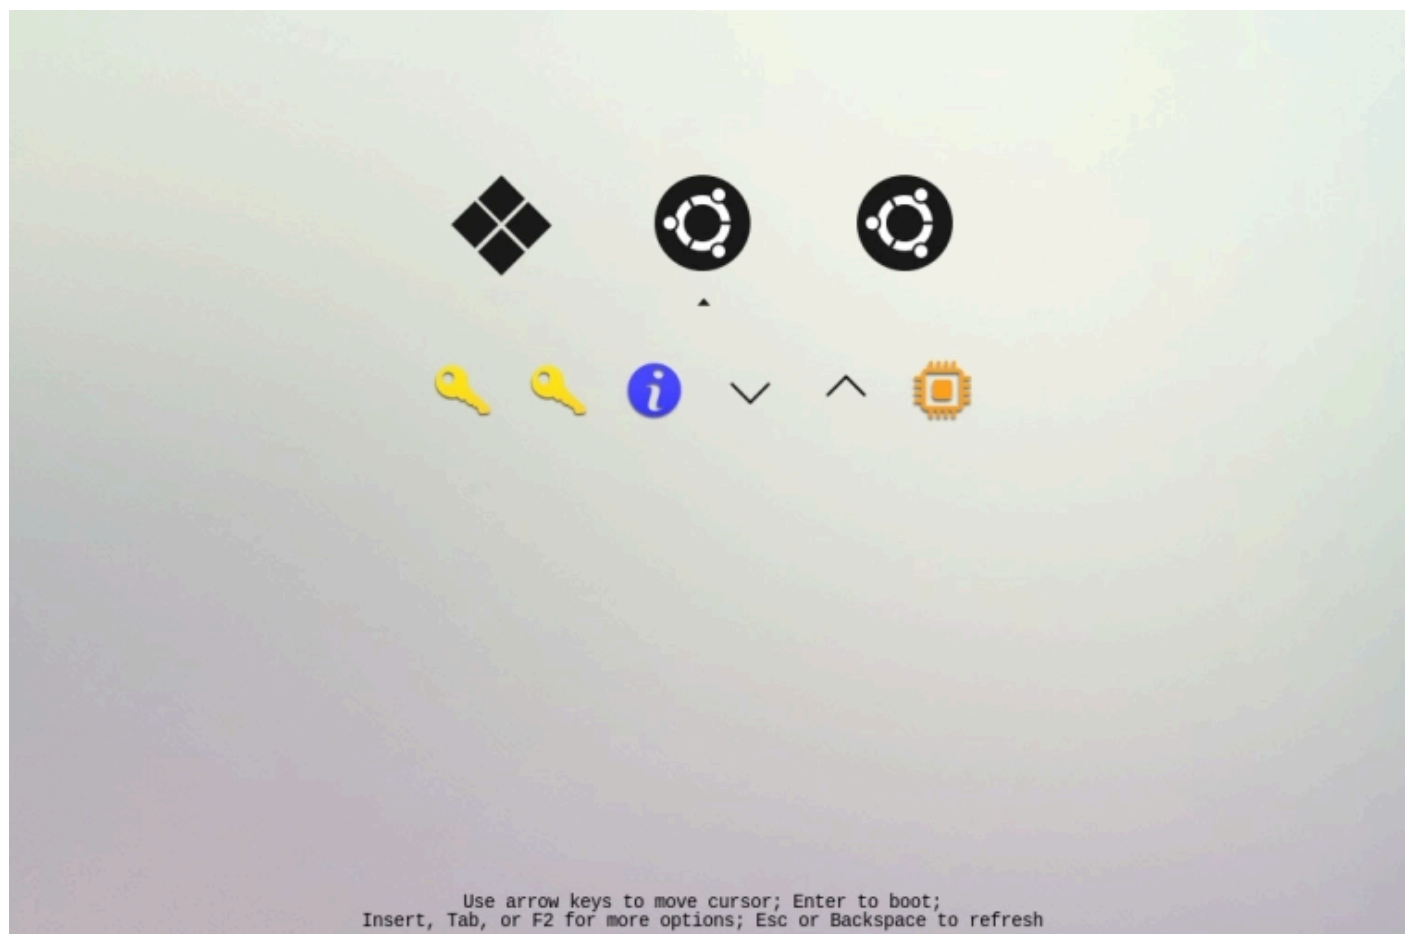 Use arrow keys to move cursor; Enter to boot;
Insert, Tab, or F2 for more options; Esc or Backspace to refresh